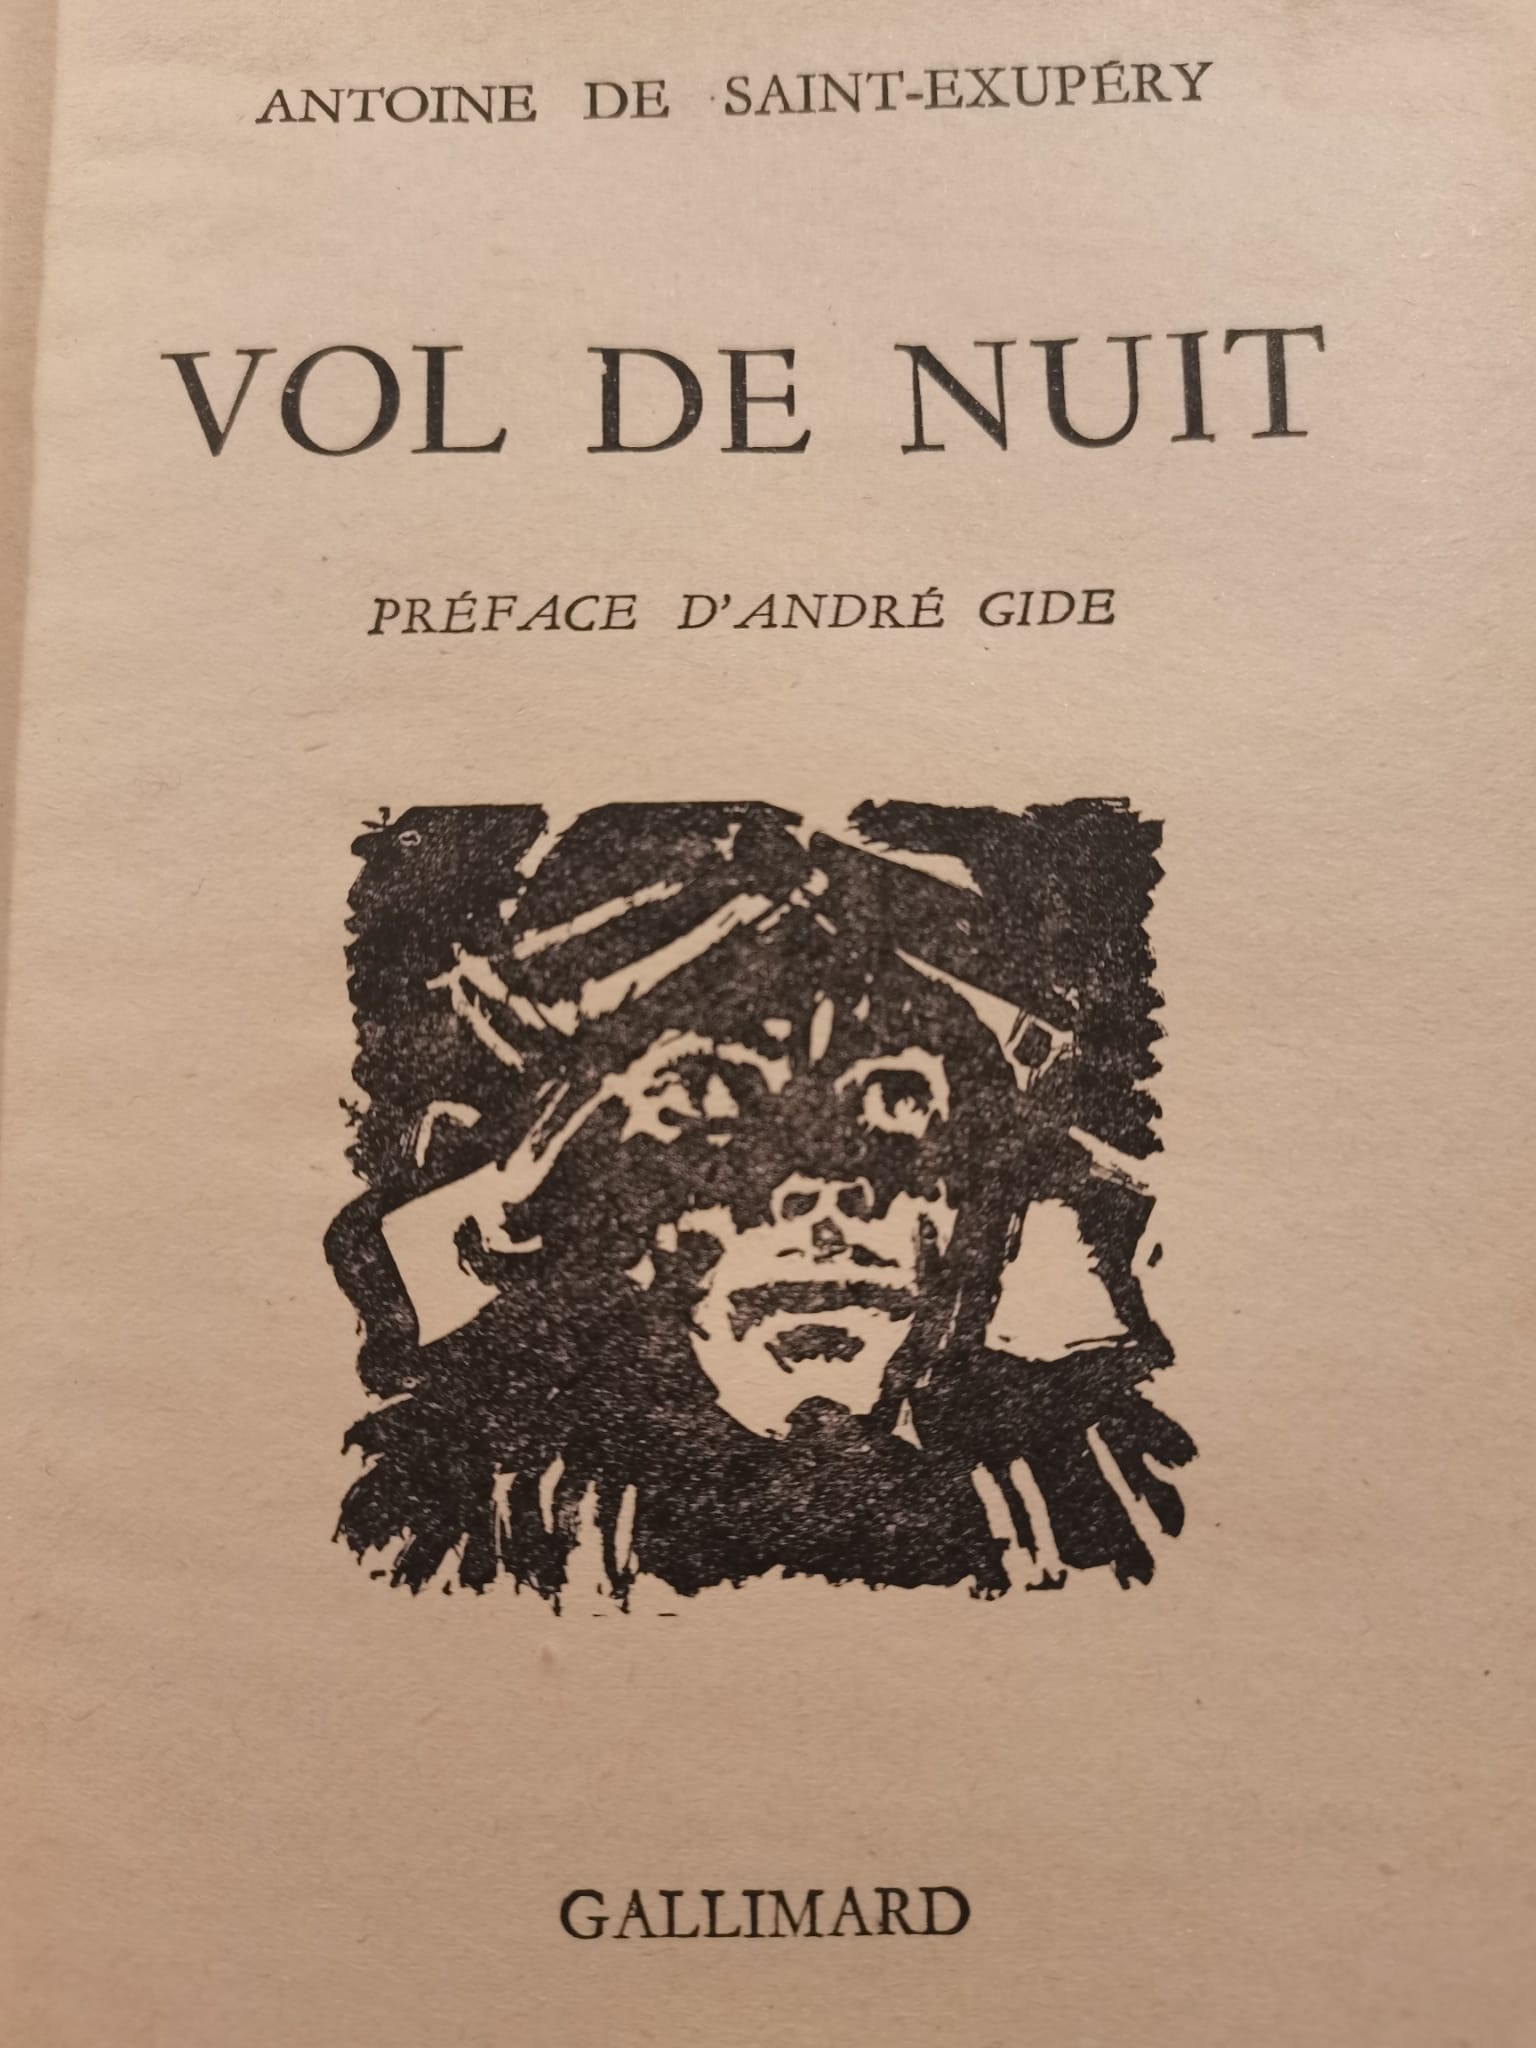 ANTOINE DE SAINT-EXUPÉRY
VOL DE NUIT
PRÉFACE D'ANDRÉ GIDE
GALLIMARD